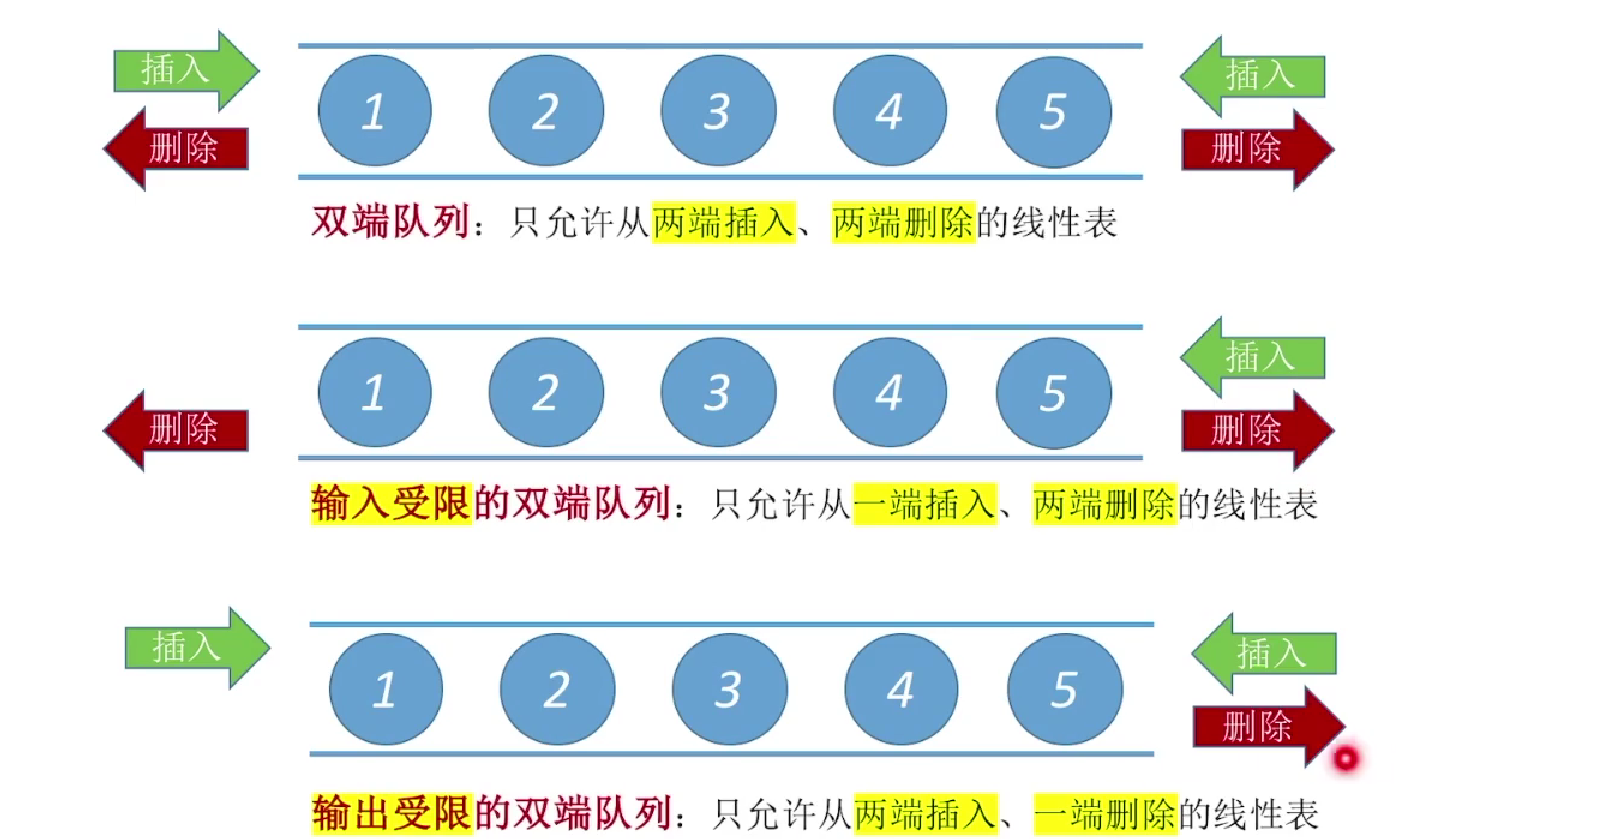 插入 插入
1 2 3 4 5
删除 删除
双端队列：只允许从两端插入、两端删除的线性表
插入
1 2 3 4 5
删除 删除
输入受限的双端队列：只允许从一端插入、两端删除的线性表
插入 插入
1 2 3 4 5
删除
输出受限的双端队列：只允许从两端插入、一端删除的线性表